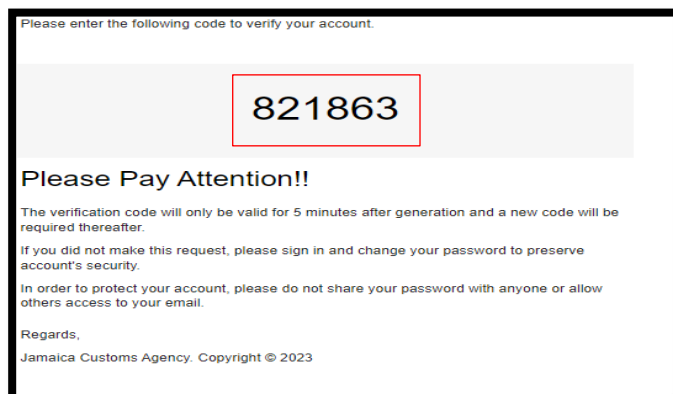 Please enter the following code to verify your account.
821863
Please Pay Attention!!
The verification code will only be valid for 5 minutes after generation and a new code will be
required thereafter.
If you did not make this request, please sign in and change your password to preserve
account's security.
In order to protect your account, please do not share your password with anyone or allow
others access to your email.
Regards,
Jamaica Customs Agency. Copyright © 2023